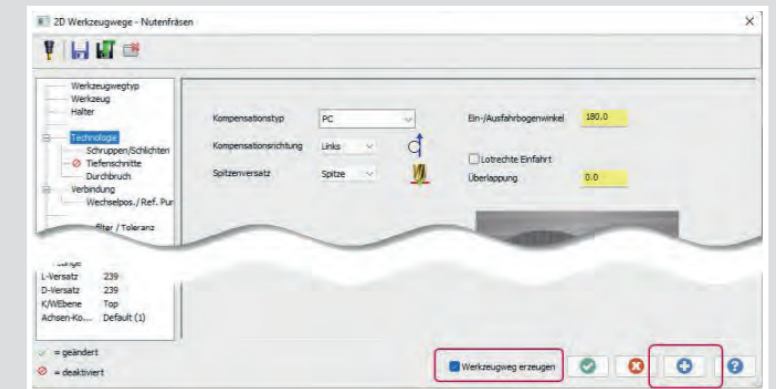 2D Werkzeugwege - Nutenfräsen
Werkzeugwegtyp
Werkzeug
Halter
Technologie
Schruppen/Schlichten
Tiefenschnitte
Durchbruch
Verbindung
Wechselpos./ Ref. Pur
filter / Toleranz
Kompensationstyp PC
Kompensationsrichtung Links
Spitzenversatz Spitze
Ein-/Ausfahrbogenwinkel 180.0
Lotrechte Einfahrt
Überlappung 0.0
L-Versatz 239
D-Versatz 239
K/WEbene Top
Achsen-Ko... Default (1)
= geändert
= deaktiviert
Werkzeugweg erzeugen